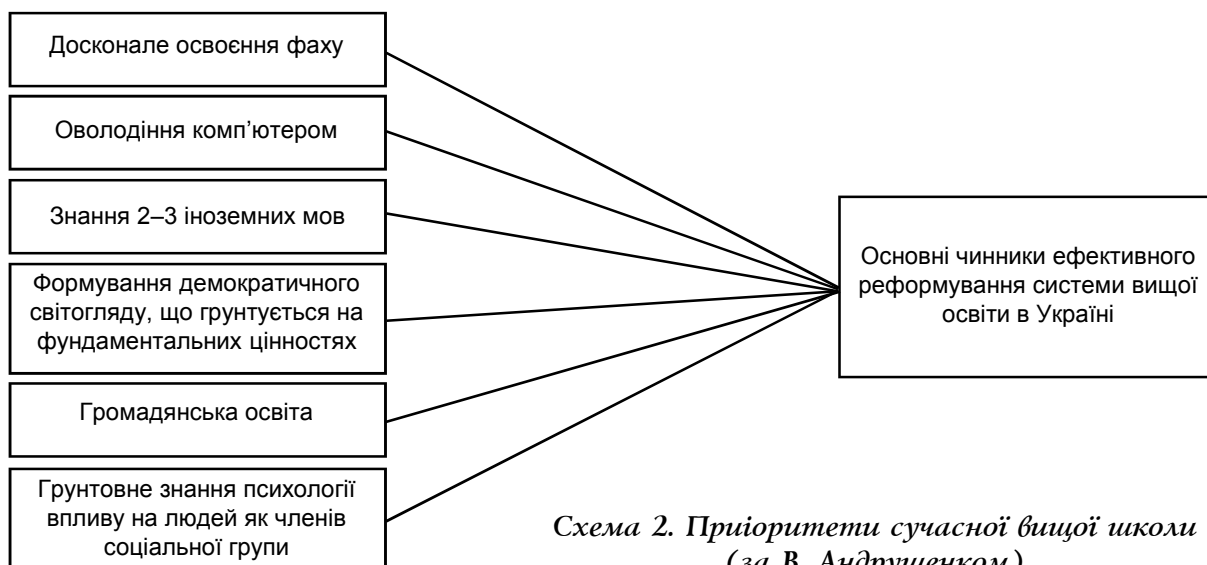 Досконале освоєння фаху
Оволодіння комп’ютером
Знання 2–3 іноземних мов
Формування демократичного
світогляду, що грунтується на
фундаментальних цінностях
Громадянська освіта
Грунтовне знання психології
впливу на людей як членів
соціальної групи
Основні чинники ефективного
реформування системи вищої
освіти в Україні
Схема 2. Пріоритети сучасної вищої школи
(за В. Андрущенком)